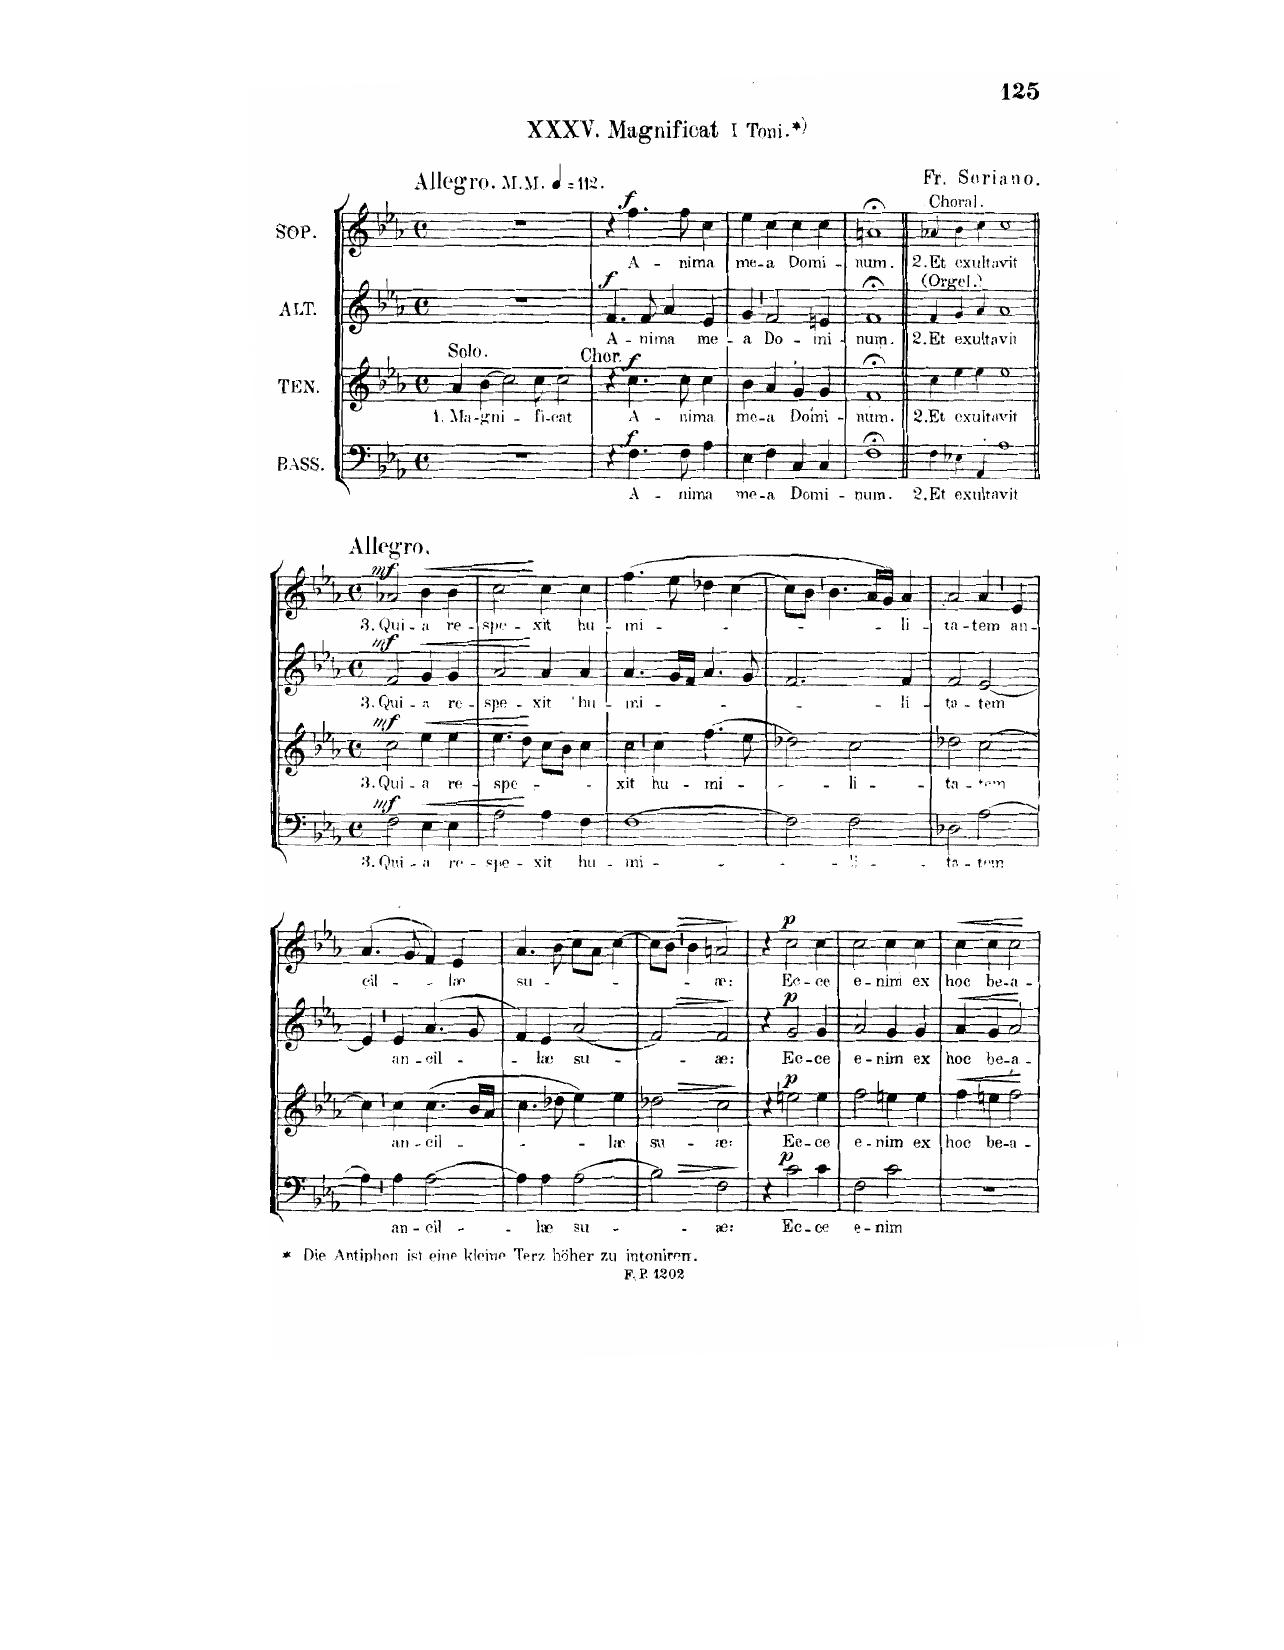 125
XXXV. Magnificat I Toni.*)
Allegro. M.M. = 112.
Fr. Soriano.
f
Choral.
SOP.
A - nima me-a Domi - num. 2. Et exultavit
f (Orgel.)
ALT.
A - nima me - a Do - mi - num. 2. Et exultavit
Solo. Chor. f
TEN.
1. Ma-gni - fi-cat A - nima me-a Domi - num. 2. Et exultavit
f
BASS.
A - nima me-a Domi - num. 2. Et exultavit
Allegro.
mf
3. Qui - a re - spe - xit hu - mi - li - ta - tem an-
mf
3. Qui - a re - spe - xit hu - mi - li - ta - tem
mf
3. Qui - a re - spe - xit hu - mi - li - ta - tem
mf
3. Qui - a re - spe - xit hu - mi - li - ta - tem
p
cil - læ su - æ: Ec - ce e - nim ex hoc be-a -
p
an - cil - læ su - æ: Ec - ce e - nim ex hoc be-a -
p
an - cil - læ su - æ: Ec - ce e - nim ex hoc be-a -
p
an - cil - læ su - æ: Ec - ce e - nim
* Die Antiphon ist eine kleine Terz höher zu intoniren.
F. P. 1202